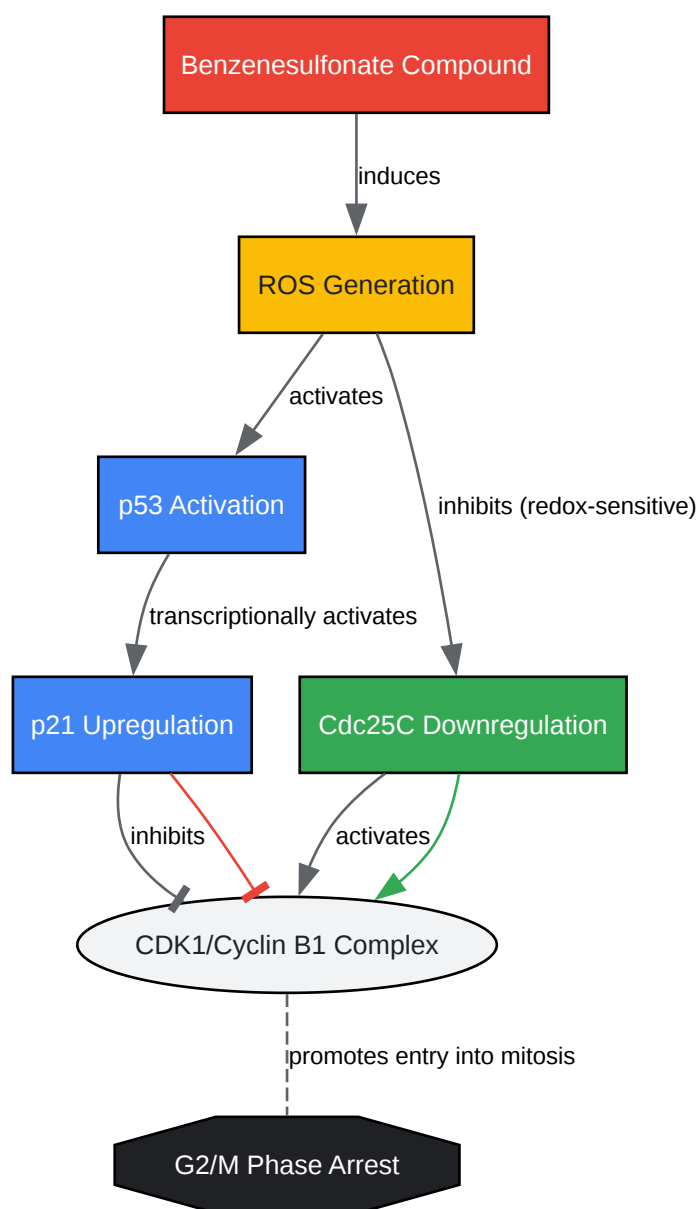 Benzenesulfonate Compound
induces
ROS Generation
activates
p53 Activation
inhibits (redox-sensitive)
transcriptionally activates
p21 Upregulation
Cdc25C Downregulation
inhibits
activates
CDK1/Cyclin B1 Complex
promotes entry into mitosis
G2/M Phase Arrest